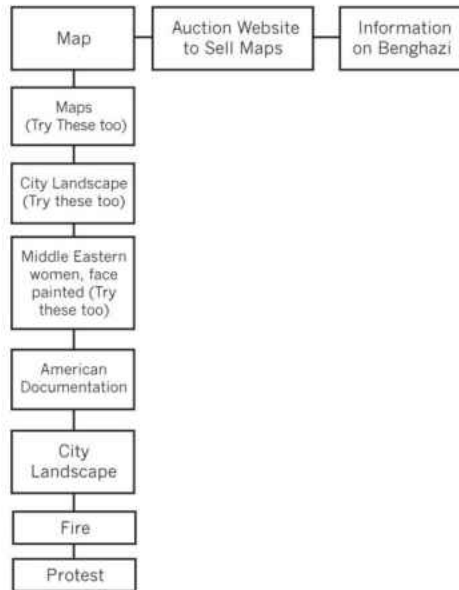 Map
Auction Website
to Sell Maps
Information
on Benghazi
Maps
(Try These too)
City Landscape
(Try these too)
Middle Eastern
women, face
painted (Try
these too)
American
Documentation
City
Landscape
Fire
Protest